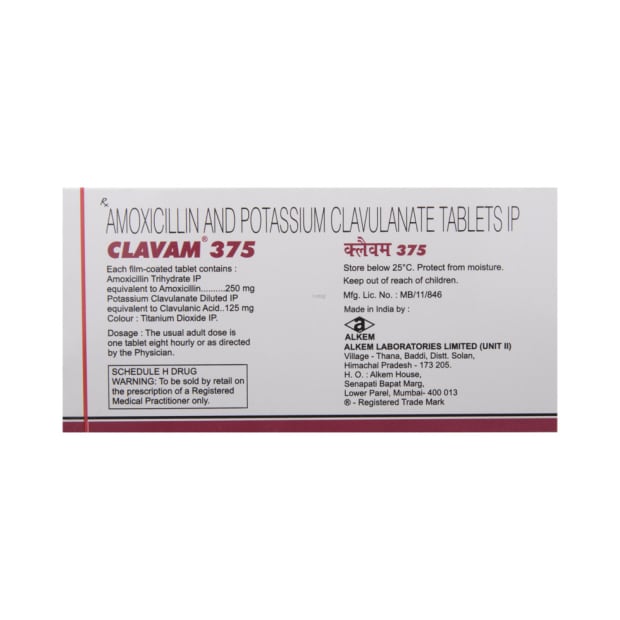 Rx
AMOXICILLIN AND POTASSIUM CLAVULANATE TABLETS IP
CLAVAM® 375
Each film-coated tablet contains :
Amoxicillin Trihydrate IP
equivalent to Amoxicillin..........250 mg
Potassium Clavulanate Diluted IP
equivalent to Clavulanic Acid..125 mg
Colour : Titanium Dioxide IP.
Dosage : The usual adult dose is
one tablet eight hourly or as directed
by the Physician.
SCHEDULE H DRUG
WARNING: To be sold by retail on
the prescription of a Registered
Medical Practitioner only.
क्लैवम 375
Store below 25°C. Protect from moisture.
Keep out of reach of children.
Mfg. Lic. No. : MB/11/846
Made in India by :
a
ALKEM
ALKEM LABORATORIES LIMITED (UNIT II)
Village - Thana, Baddi, Distt. Solan,
Himachal Pradesh - 173 205.
H. O. : Alkem House,
Senapati Bapat Marg,
Lower Parel, Mumbai- 400 013
® - Registered Trade Mark